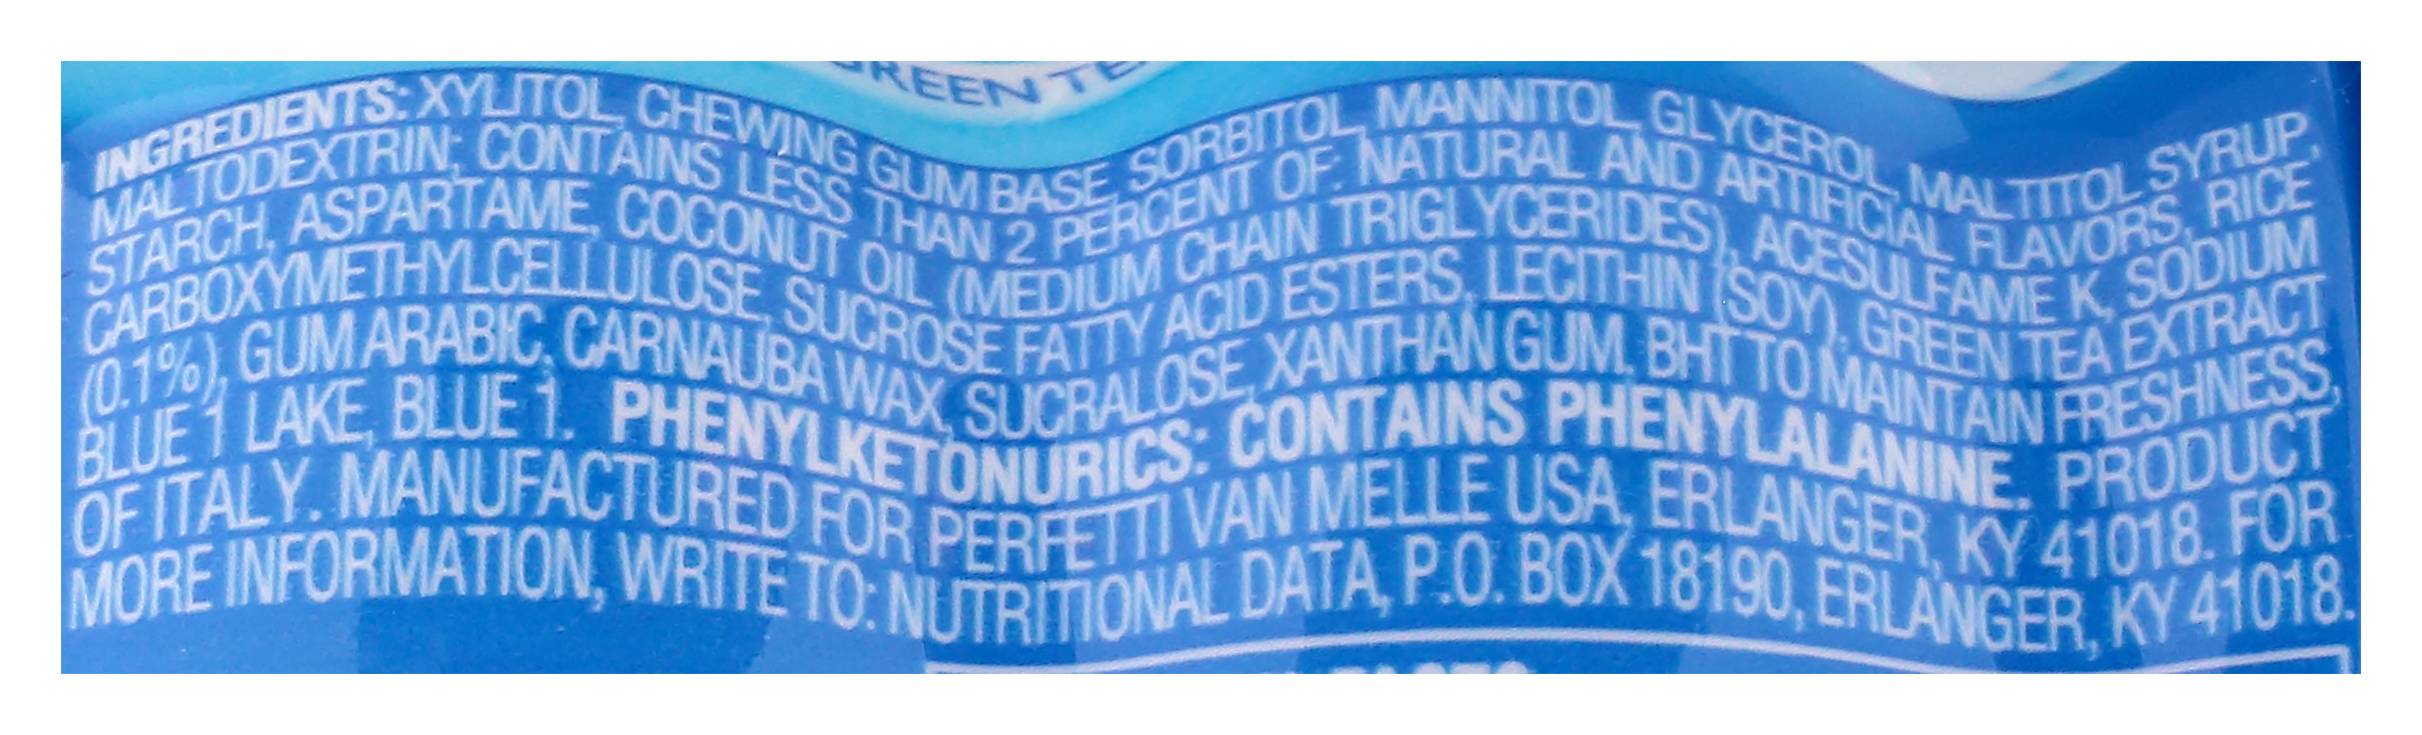 GREEN TE
INGREDIENTS: XYLITOL, CHEWING GUM BASE, SORBITOL, MANNITOL, GLYCEROL, MALTITOL SYRUP,
MALTODEXTRIN; CONTAINS LESS THAN 2 PERCENT OF: NATURAL AND ARTIFICIAL FLAVORS, RICE
STARCH, ASPARTAME, COCONUT OIL (MEDIUM CHAIN TRIGLYCERIDES), ACESULFAME K, SODIUM
CARBOXYMETHYLCELLULOSE, SUCROSE FATTY ACID ESTERS, LECITHIN (SOY), GREEN TEA EXTRACT
(0.1%), GUM ARABIC, CARNAUBA WAX, SUCRALOSE, XANTHAN GUM, BHT TO MAINTAIN FRESHNESS,
BLUE 1 LAKE, BLUE 1. PHENYLKETONURICS: CONTAINS PHENYLALANINE. PRODUCT
OF ITALY. MANUFACTURED FOR PERFETTI VAN MELLE USA, ERLANGER, KY 41018. FOR
MORE INFORMATION, WRITE TO: NUTRITIONAL DATA, P.O. BOX 18190, ERLANGER, KY 41018.